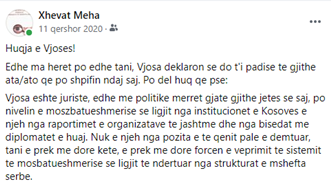 Xhevat Meha
11 qershor 2020 ·
Huqja e Vjoses!
Edhe ma heret po edhe tani, Vjosa deklaron se do t'i padise te gjithe
ata/ato qe po shpifin ndaj saj. Po del huq qe pse:
Vjosa eshte juriste, edhe me politike merret gjate gjithe jetes se saj, po
nivelin e moszbatueshmerise se ligjit nga institucionet e Kosoves e
njeh nga raportimet e organizatave te jashtme dhe nga bisedat me
diplomatet e huaj. Nuk e njeh nga pozita e te qenit pale e demtuar,
tani e prek me dore kete, e prek me dore forcen e veprimit te sistemit
te mosbatueshmerise se ligjit te ndertuar nga strukturat e mshefta
serbe.